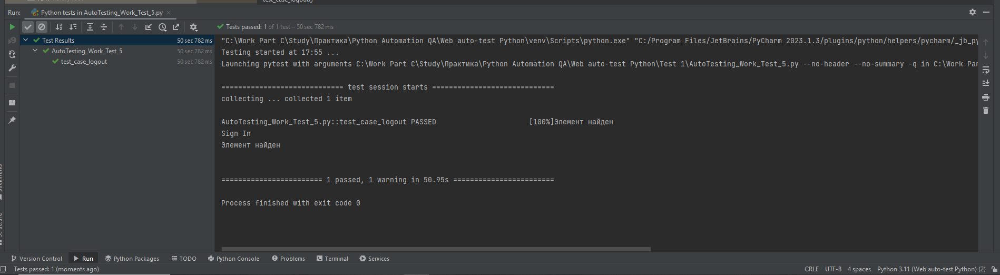 test_case_logout()
Run: Python tests in AutoTesting_Work_Test_5.py
Tests passed: 1 of 1 test – 50 sec 782 ms
Test Results 50 sec 782 ms
AutoTesting_Work_Test_5 50 sec 782 ms
test_case_logout 50 sec 782 ms
"C:\Work Part C\Study\Практика\Python Automation QA\Web auto-test Python\venv\Scripts\python.exe" "C:/Program Files/JetBrains/PyCharm 2023.1.3/plugins/python/helpers/pycharm/_jb_py
Testing started at 17:55 ...
Launching pytest with arguments C:\Work Part C\Study\Практика\Python Automation QA\Web auto-test Python\Test 1\AutoTesting_Work_Test_5.py --no-header --no-summary -q in C:\Work Par
============================= test session starts =============================
collecting ... collected 1 item
AutoTesting_Work_Test_5.py::test_case_logout PASSED [100%]Элемент найден
Sign In
Элемент найден
======================== 1 passed, 1 warning in 50.95s ========================
Process finished with exit code 0
Structure
Version Control Run Python Packages TODO Python Console Problems Terminal Services
Tests passed: 1 (moments ago) CRLF UTF-8 4 spaces Python 3.11 (Web auto-test Python) (2)